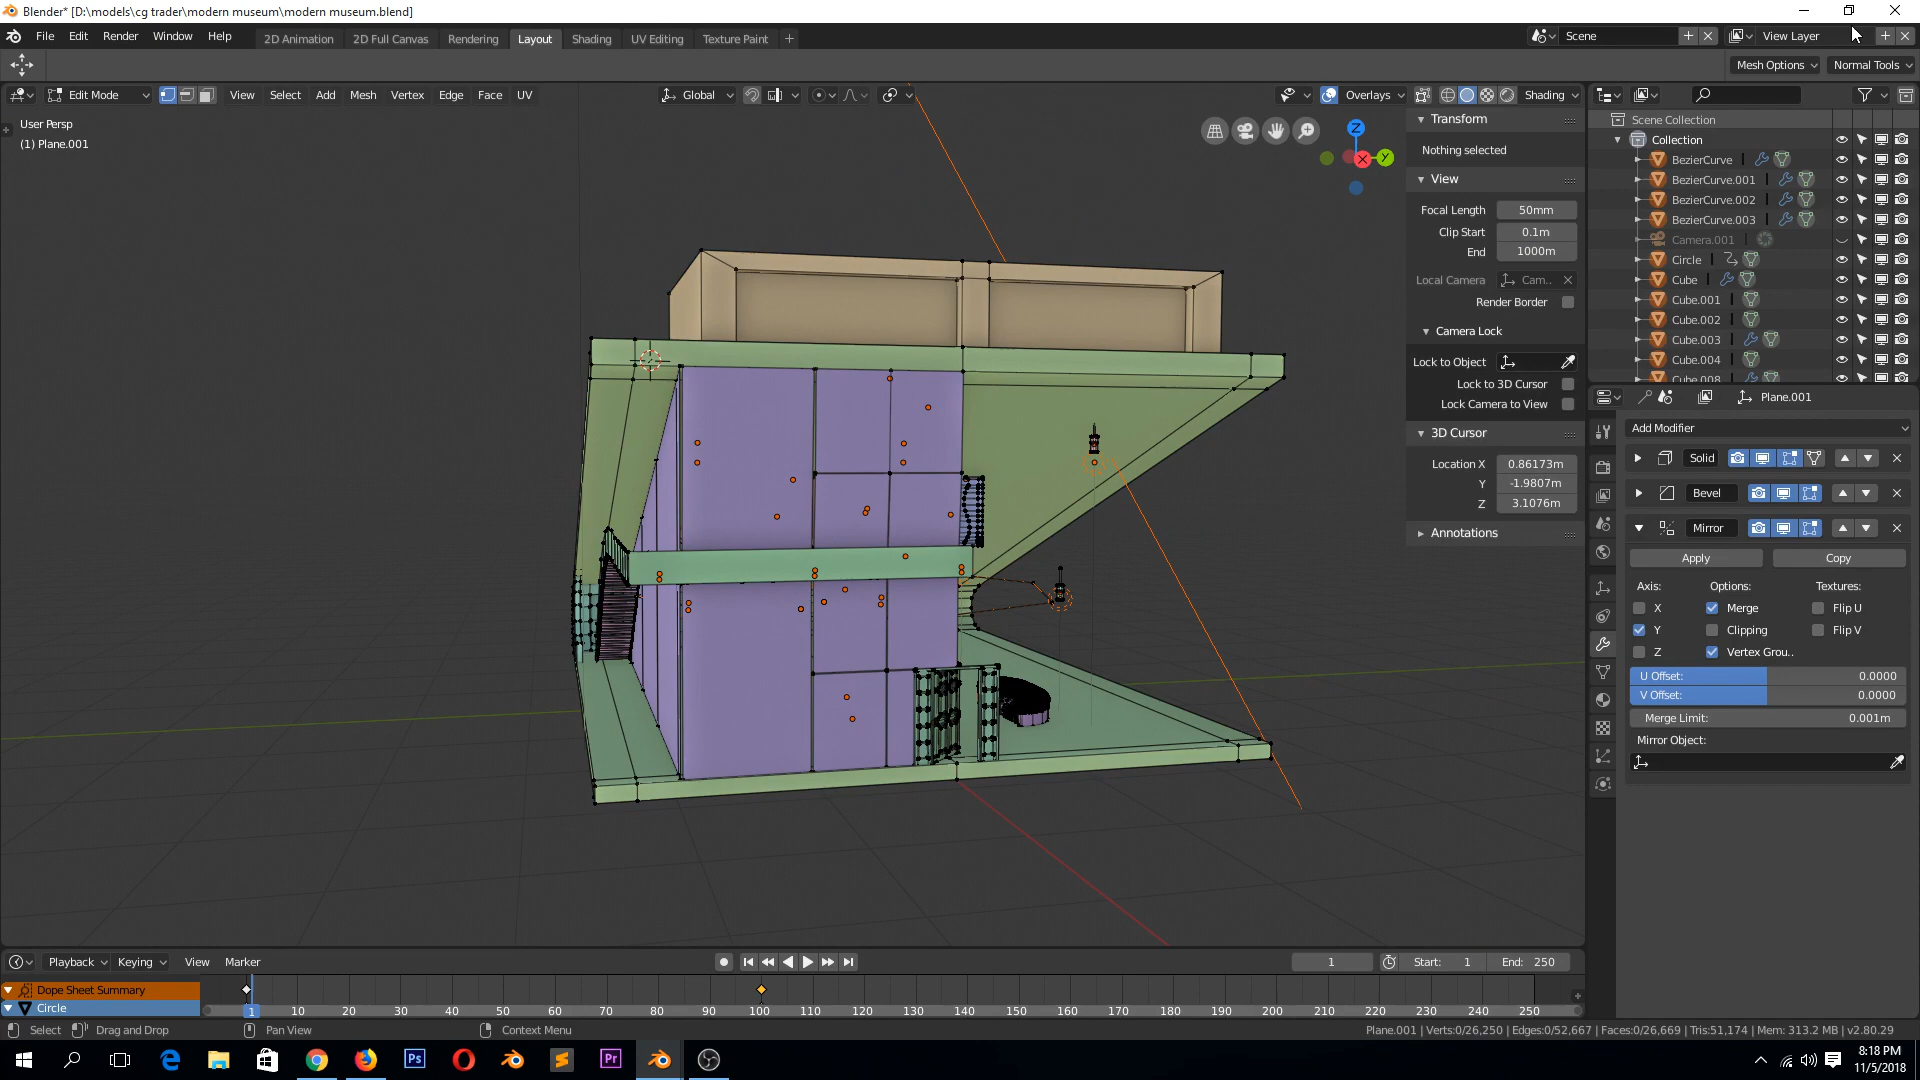 Blender* [D:\models\cg trader\modern museum\modern museum.blend]
File Edit Render Window Help
2D Animation 2D Full Canvas Rendering Layout Shading UV Editing Texture Paint
Scene View Layer
Mesh Options Normal Tools
Edit Mode View Select Add Mesh Vertex Edge Face UV Global Overlays Shading
User Persp
(1) Plane.001
Z
X
Y
Transform
Nothing selected
View
Focal Length 50mm
Clip Start 0.1m
End 1000m
Local Camera Cam..
Render Border
Camera Lock
Lock to Object
Lock to 3D Cursor
Lock Camera to View
3D Cursor
Location X 0.86173m
Y -1.9807m
Z 3.1076m
Annotations
Scene Collection
Collection
BezierCurve
BezierCurve.001
BezierCurve.002
BezierCurve.003
Camera.001
Circle
Cube
Cube.001
Cube.002
Cube.003
Cube.004
Cube.008
Plane.001
Add Modifier
Solid
Bevel
Mirror
Apply Copy
Axis: Options: Textures:
X Merge Flip U
Y Clipping Flip V
Z Vertex Grou..
U Offset: 0.0000
V Offset: 0.0000
Merge Limit: 0.001m
Mirror Object:
Playback Keying View Marker 1 Start: 1 End: 250
Dope Sheet Summary
Circle
1 10 20 30 40 50 60 70 80 90 100 110 120 130 140 150 160 170 180 190 200 210 220 230 240 250
Select Drag and Drop Pan View Context Menu Plane.001 | Verts:0/26,250 | Edges:0/52,667 | Faces:0/26,669 | Tris:51,174 | Mem: 313.2 MB | v2.80.29
Ps Pr
8:18 PM
11/5/2018